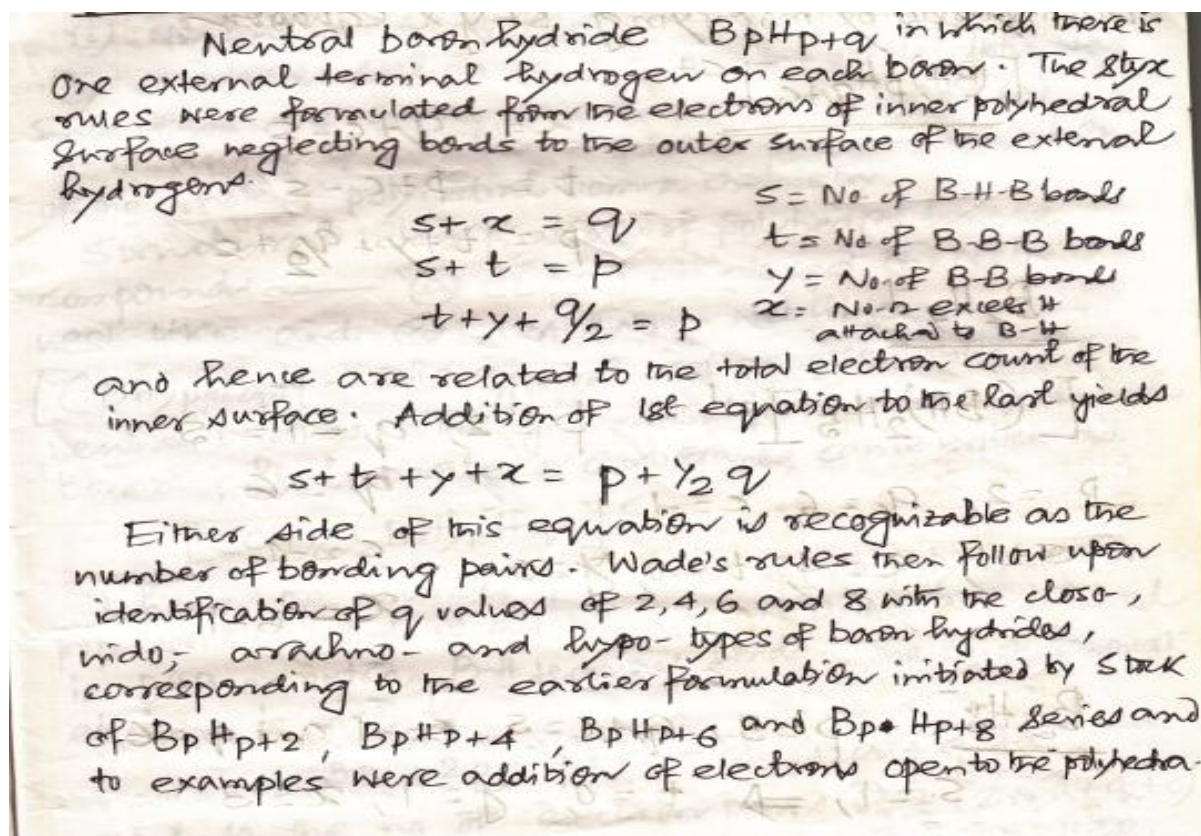 Neutral boron hydride BpHp+q in which there is
one external terminal hydrogen on each boron. The styx
rules were formulated from the electrons of inner polyhedral
surface neglecting bonds to the outer surface of the external
hydrogens.
s = No of B-H-B bonds
s + x = q
t = No of B-B-B bonds
s + t = p
y = No. of B-B bond
t + y + q/2 = p
x = No. excess H
attached to B-H
and hence are related to the total electron count of the
inner surface. Addition of 1st equation to the last yields
s + t + y + x = p + 1/2 q
Either side of this equation is recognizable as the
number of bonding pairs. Wade's rules then follow upon
identification of q values of 2,4,6 and 8 with the closo-,
nido,- arachno- and hypo- types of boron hydrides,
corresponding to the earlier formulation initiated by Stock
of BpHp+2, BpHp+4, BpHp+6 and Bp Hp+8 series and
to examples were addition of electrons open to the polyhedra.